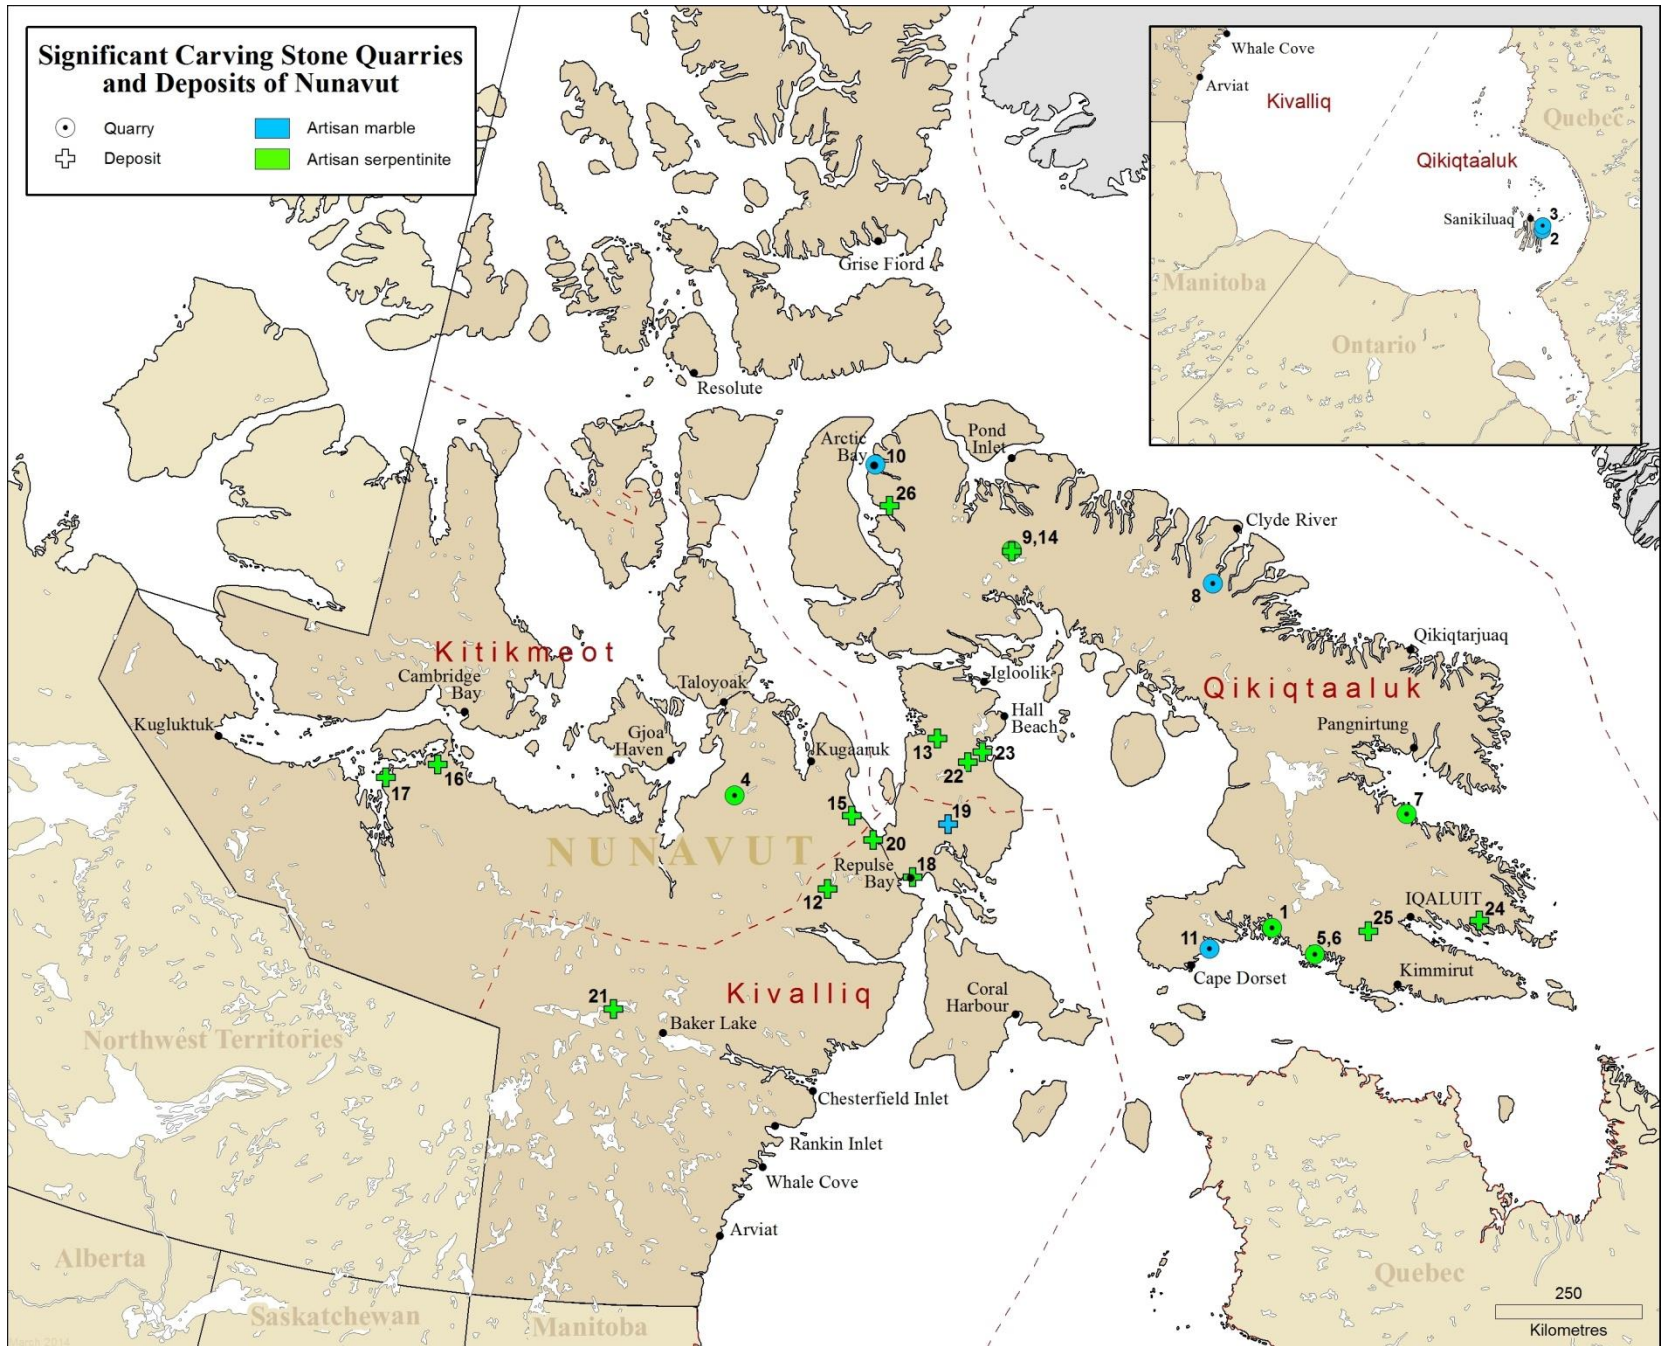 Significant Carving Stone Quarries
and Deposits of Nunavut
Quarry
Artisan marble
Deposit
Artisan serpentinite
Whale Cove
Arviat
Kivalliq
Quebec
Qikiqtaaluk
Sanikiluaq
3
2
Manitoba
Ontario
Grise Fiord
Resolute
Arctic
Bay
10
Pond
Inlet
26
Clyde River
9,14
8
Qikiqtarjuaq
Kitikmeot
Cambridge
Bay
Taloyoak
Igloolik
Qikiqtaaluk
Hall
Beach
Kugluktuk
Gjoa
Haven
Kugaaruk
Pangnirtung
13
23
22
16
17
4
15
19
7
NUNAVUT
20
Repulse
Bay
18
12
IQALUIT
24
1
25
11
5,6
Cape Dorset
Kimmirut
Kivalliq
Coral
Harbour
21
Baker Lake
Northwest Territories
Chesterfield Inlet
Rankin Inlet
Whale Cove
Arviat
Alberta
Quebec
Saskatchewan
Manitoba
250
Kilometres
March 2014